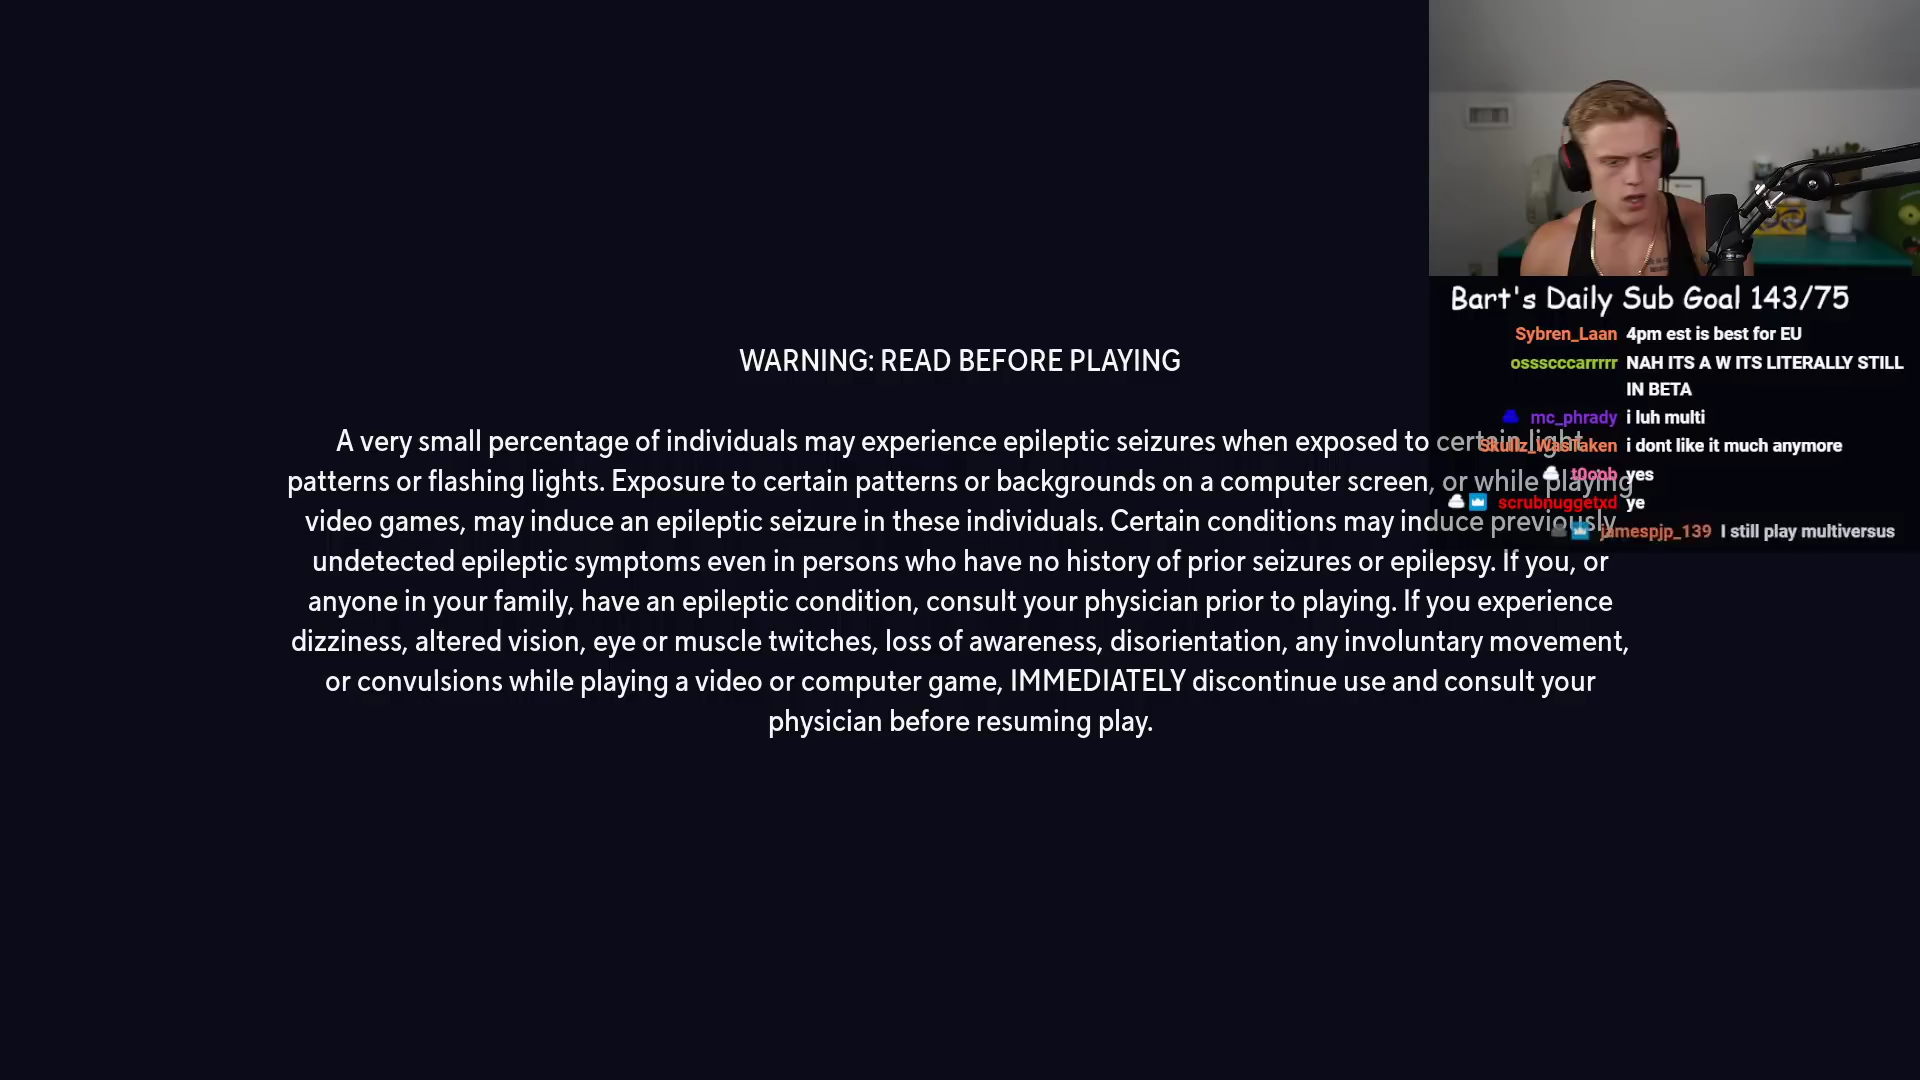 WARNING: READ BEFORE PLAYING
A very small percentage of individuals may experience epileptic seizures when exposed to certain light
patterns or flashing lights. Exposure to certain patterns or backgrounds on a computer screen, or while playing
video games, may induce an epileptic seizure in these individuals. Certain conditions may induce previously
undetected epileptic symptoms even in persons who have no history of prior seizures or epilepsy. If you, or
anyone in your family, have an epileptic condition, consult your physician prior to playing. If you experience
dizziness, altered vision, eye or muscle twitches, loss of awareness, disorientation, any involuntary movement,
or convulsions while playing a video or computer game, IMMEDIATELY discontinue use and consult your
physician before resuming play.
Bart's Daily Sub Goal 143/75
Sybren_Laan 4pm est is best for EU
ossscccarrrrr NAH ITS A W ITS LITERALLY STILL
IN BETA
mc_phrady i luh multi
Skullz_WasTaken i dont like it much anymore
t0oob yes
scrubnuggetxd ye
jamespjp_139 I still play multiversus